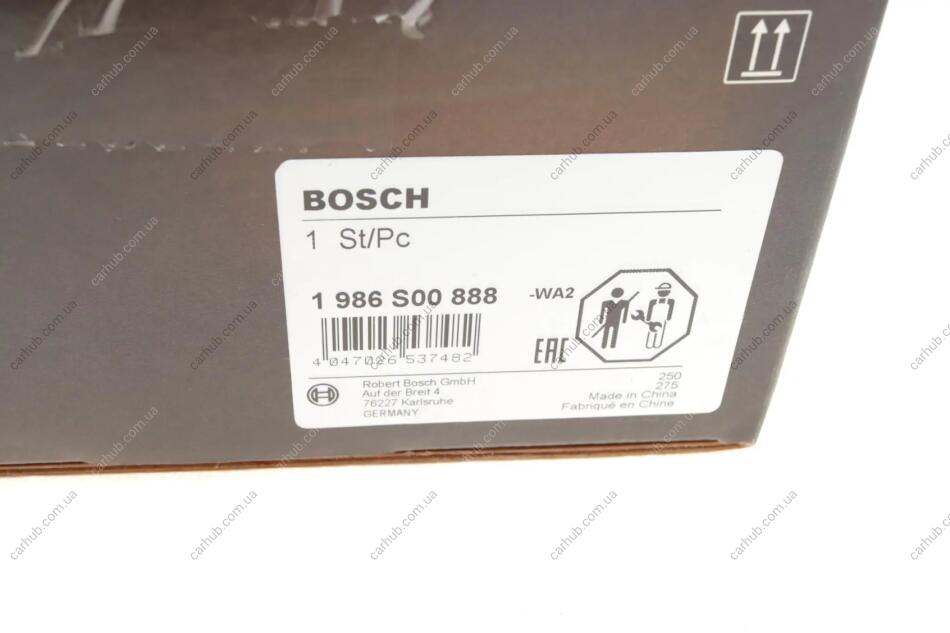 BOSCH
1 St/Pc
1 986 S00 888 -WA2
4 047026 537482
EAC
Robert Bosch GmbH
Auf der Breit 4
76227 Karlsruhe
GERMANY
250
275
Made in China
Fabriqué en Chine
carhub.com.ua